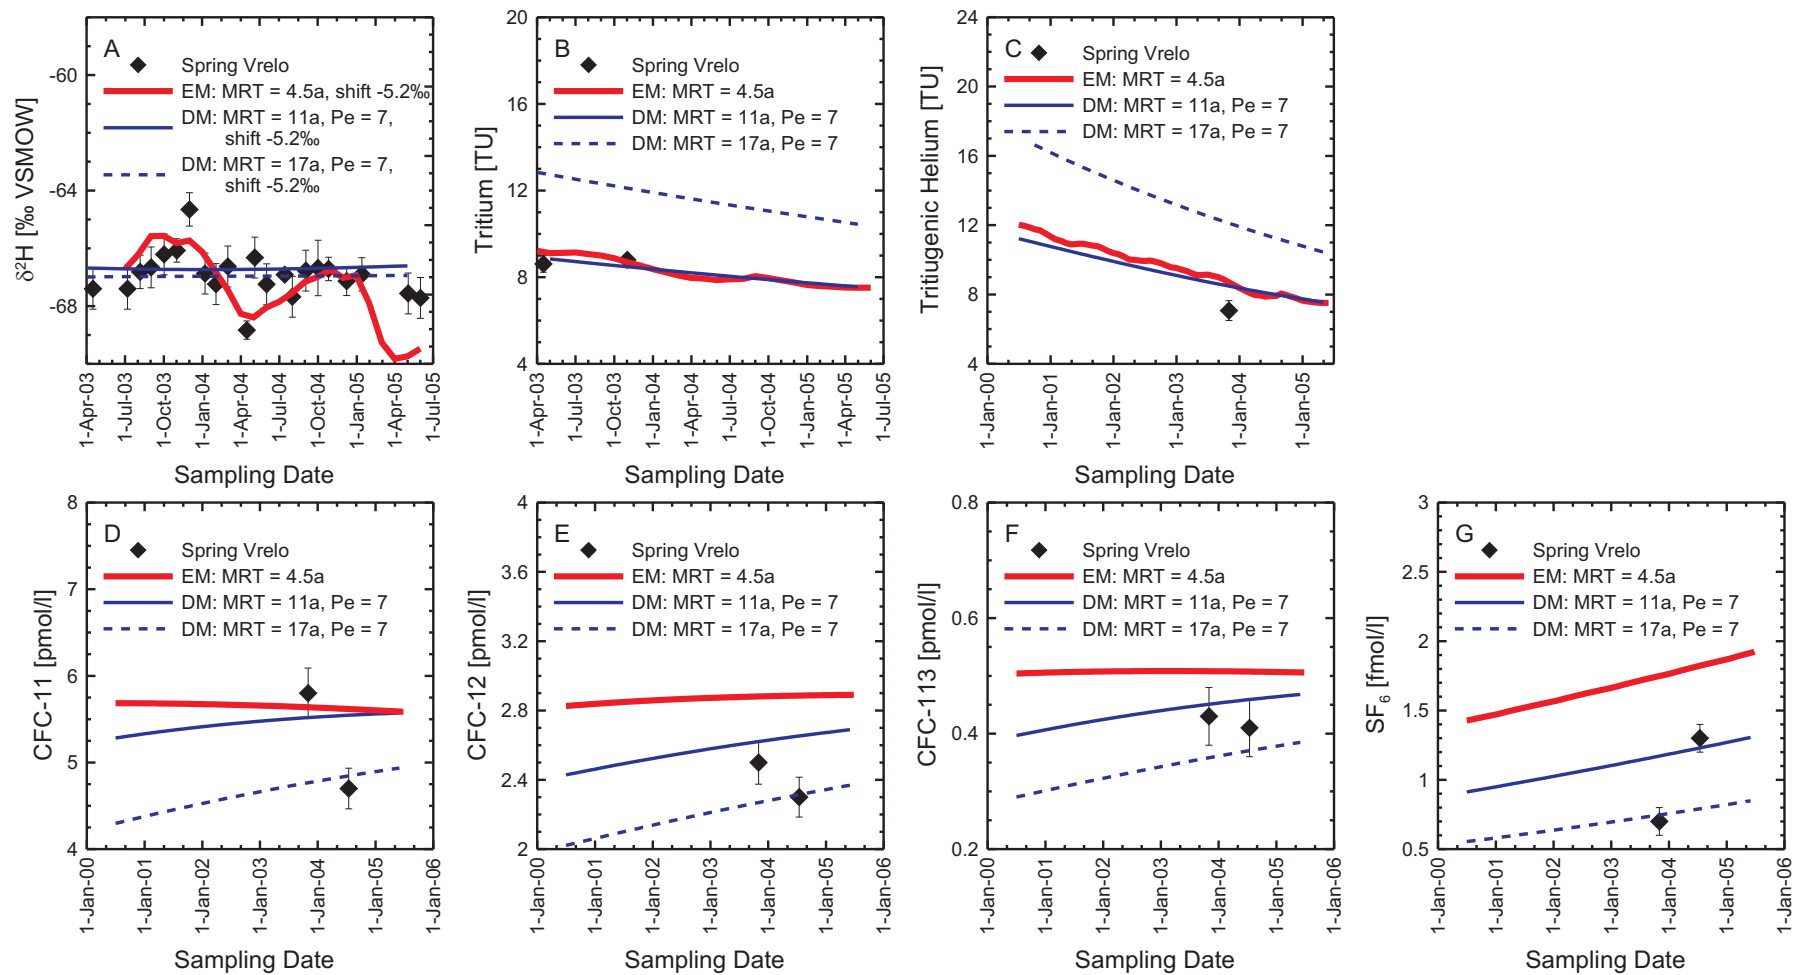 A
Spring Vrelo
EM: MRT = 4.5a, shift -5.2‰
DM: MRT = 11a, Pe = 7,
shift -5.2‰
DM: MRT = 17a, Pe = 7,
shift -5.2‰
δ²H [‰ VSMOW]
-60
-64
-68
1-Apr-03
1-Jul-03
1-Oct-03
1-Jan-04
1-Apr-04
1-Jul-04
1-Oct-04
1-Jan-05
1-Apr-05
1-Jul-05
Sampling Date
B
Spring Vrelo
EM: MRT = 4.5a
DM: MRT = 11a, Pe = 7
DM: MRT = 17a, Pe = 7
Tritium [TU]
20
16
12
8
4
1-Apr-03
1-Jul-03
1-Oct-03
1-Jan-04
1-Apr-04
1-Jul-04
1-Oct-04
1-Jan-05
1-Apr-05
1-Jul-05
Sampling Date
C
Spring Vrelo
EM: MRT = 4.5a
DM: MRT = 11a, Pe = 7
DM: MRT = 17a, Pe = 7
Tritiugenic Helium [TU]
24
20
16
12
8
4
1-Jan-00
1-Jan-01
1-Jan-02
1-Jan-03
1-Jan-04
1-Jan-05
Sampling Date
D
Spring Vrelo
EM: MRT = 4.5a
DM: MRT = 11a, Pe = 7
DM: MRT = 17a, Pe = 7
CFC-11 [pmol/l]
8
7
6
5
4
1-Jan-00
1-Jan-01
1-Jan-02
1-Jan-03
1-Jan-04
1-Jan-05
1-Jan-06
Sampling Date
E
Spring Vrelo
EM: MRT = 4.5a
DM: MRT = 11a, Pe = 7
DM: MRT = 17a, Pe = 7
CFC-12 [pmol/l]
4
3.6
3.2
2.8
2.4
2
1-Jan-00
1-Jan-01
1-Jan-02
1-Jan-03
1-Jan-04
1-Jan-05
1-Jan-06
Sampling Date
F
Spring Vrelo
EM: MRT = 4.5a
DM: MRT = 11a, Pe = 7
DM: MRT = 17a, Pe = 7
CFC-113 [pmol/l]
0.8
0.6
0.4
0.2
1-Jan-00
1-Jan-01
1-Jan-02
1-Jan-03
1-Jan-04
1-Jan-05
1-Jan-06
Sampling Date
G
Spring Vrelo
EM: MRT = 4.5a
DM: MRT = 11a, Pe = 7
DM: MRT = 17a, Pe = 7
SF₆ [fmol/l]
3
2.5
2
1.5
1
0.5
1-Jan-00
1-Jan-01
1-Jan-02
1-Jan-03
1-Jan-04
1-Jan-05
1-Jan-06
Sampling Date